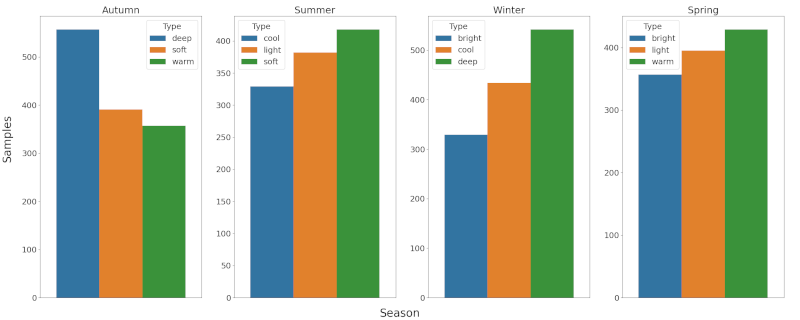 Autumn
Summer
Winter
Spring
Samples
500
400
300
200
100
0
Type
deep
soft
warm
400
350
300
250
200
150
100
50
0
Type
cool
light
soft
500
400
300
200
100
0
Type
bright
cool
deep
400
300
200
100
0
Type
bright
light
warm
Season